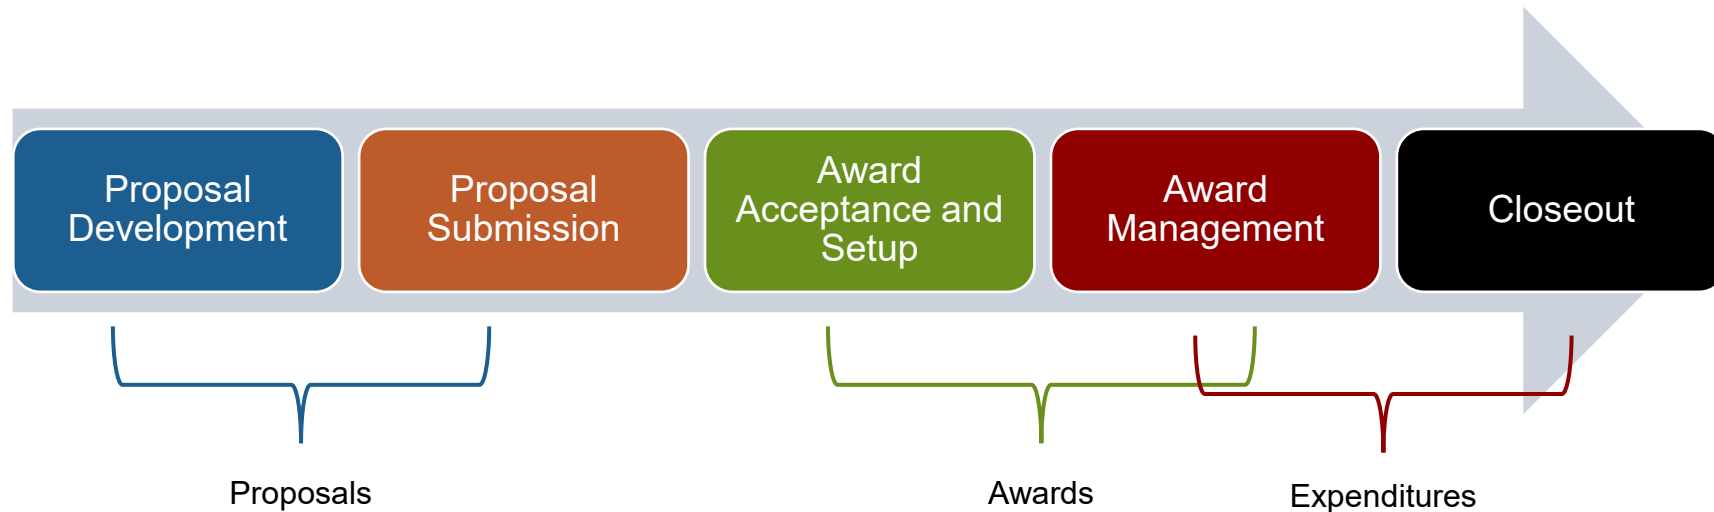 Proposal
Development
Proposal
Submission
Award
Acceptance and
Setup
Award
Management
Closeout
Proposals
Awards
Expenditures